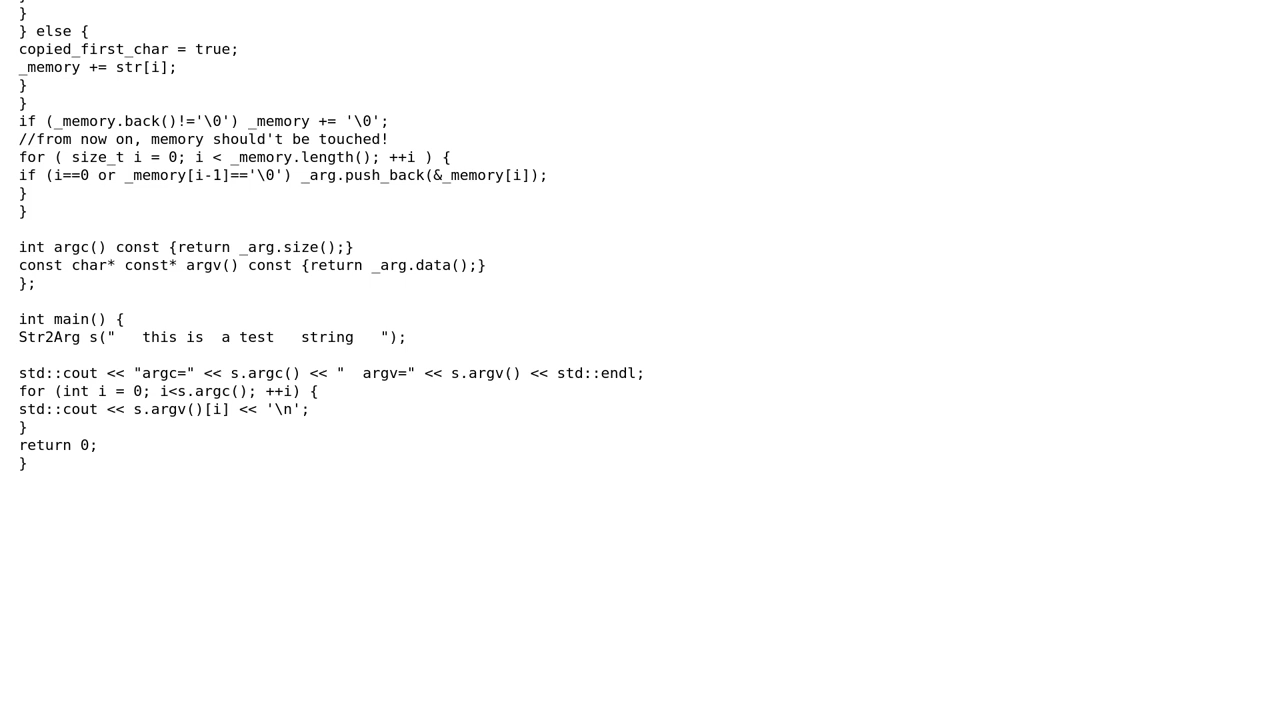 }
} else {
copied_first_char = true;
_memory += str[i];
}
}
if (_memory.back()!='\0') _memory += '\0';
//from now on, memory should't be touched!
for ( size_t i = 0; i < _memory.length(); ++i ) {
if (i==0 or _memory[i-1]=='\0') _arg.push_back(&_memory[i]);
}
}

int argc() const {return _arg.size();}
const char* const* argv() const {return _arg.data();}
};

int main() {
Str2Arg s("   this is  a test   string   ");

std::cout << "argc=" << s.argc() << "  argv=" << s.argv() << std::endl;
for (int i = 0; i<s.argc(); ++i) {
std::cout << s.argv()[i] << '\n';
}
return 0;
}